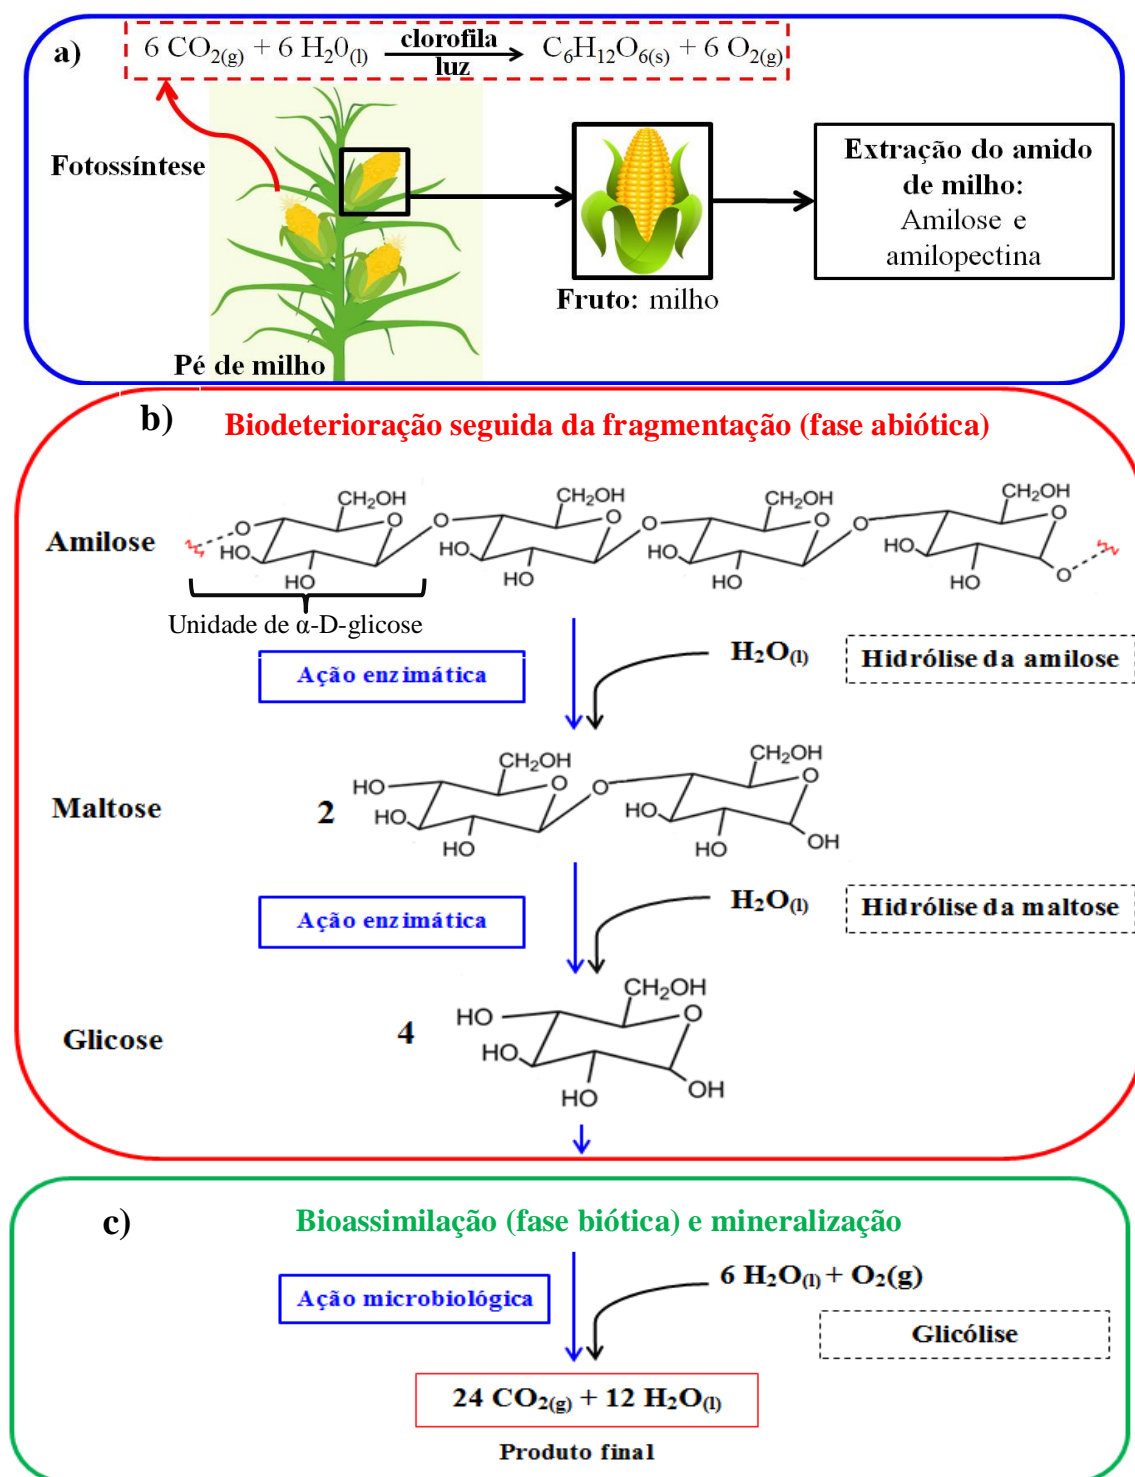 a)
6 CO₂(g) + 6 H₂0(l) clorofila luz C₆H₁₂O₆(s) + 6 O₂(g)
Fotossíntese
Extração do amido
de milho:
Amilose e
amilopectina
Fruto: milho
Pé de milho
b)
Biodeterioração seguida da fragmentação (fase abiótica)
CH₂OH CH₂OH CH₂OH CH₂OH
O O O O O O O O
Amilose
HO HO HO HO
HO HO HO HO O
Unidade de α-D-glicose
Ação enzimática
H₂O(l)
Hidrólise da amilose
CH₂OH CH₂OH
HO O O O
Maltose
2
HO HO
HO HO OH
Ação enzimática
H₂O(l)
Hidrólise da maltose
CH₂OH
HO O
Glicose
4
HO
HO OH
c)
Bioassimilação (fase biótica) e mineralização
6 H₂O(l) + O₂(g)
Ação microbiológica
Glicólise
24 CO₂(g) + 12 H₂O(l)
Produto final